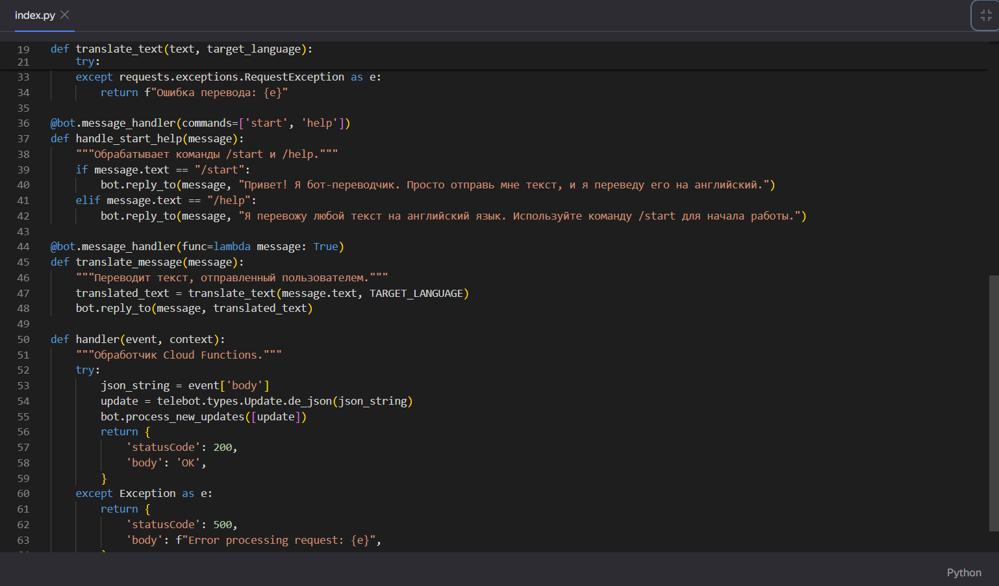 index.py
19 def translate_text(text, target_language):
21     try:
33     except requests.exceptions.RequestException as e:
34         return f"Ошибка перевода: {e}"
35
36 @bot.message_handler(commands=['start', 'help'])
37 def handle_start_help(message):
38     """Обрабатывает команды /start и /help."""
39     if message.text == "/start":
40         bot.reply_to(message, "Привет! Я бот-переводчик. Просто отправь мне текст, и я переведу его на английский.")
41     elif message.text == "/help":
42         bot.reply_to(message, "Я перевожу любой текст на английский язык. Используйте команду /start для начала работы.")
43
44 @bot.message_handler(func=lambda message: True)
45 def translate_message(message):
46     """Переводит текст, отправленный пользователем."""
47     translated_text = translate_text(message.text, TARGET_LANGUAGE)
48     bot.reply_to(message, translated_text)
49
50 def handler(event, context):
51     """Обработчик Cloud Functions."""
52     try:
53         json_string = event['body']
54         update = telebot.types.Update.de_json(json_string)
55         bot.process_new_updates([update])
56         return {
57             'statusCode': 200,
58             'body': 'OK',
59         }
60     except Exception as e:
61         return {
62             'statusCode': 500,
63             'body': f"Error processing request: {e}",
Python